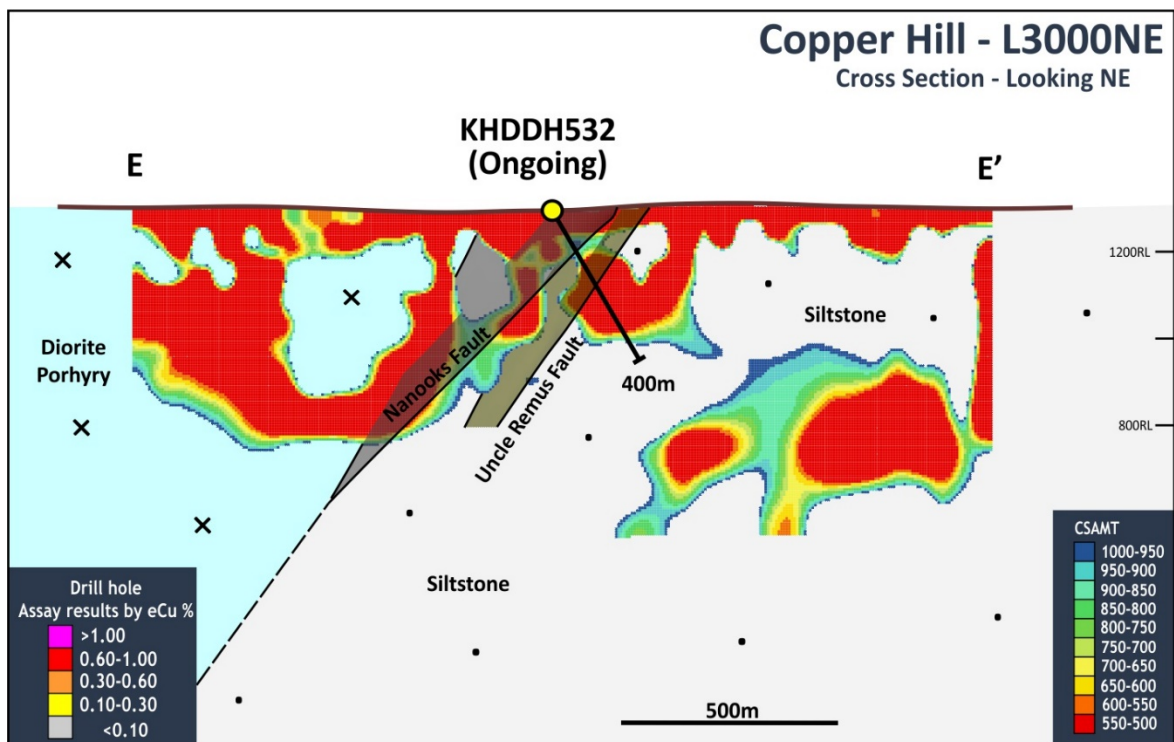 Copper Hill - L3000NE
Cross Section - Looking NE
KHDDH532
(Ongoing)
E
E'
1200RL
Diorite
Porhyry
Siltstone
Nanooks Fault
Uncle Remus Fault
400m
800RL
Siltstone
500m
Drill hole
Assay results by eCu %
>1.00
0.60-1.00
0.30-0.60
0.10-0.30
<0.10
CSAMT
1000-950
950-900
900-850
850-800
800-750
750-700
700-650
650-600
600-550
550-500